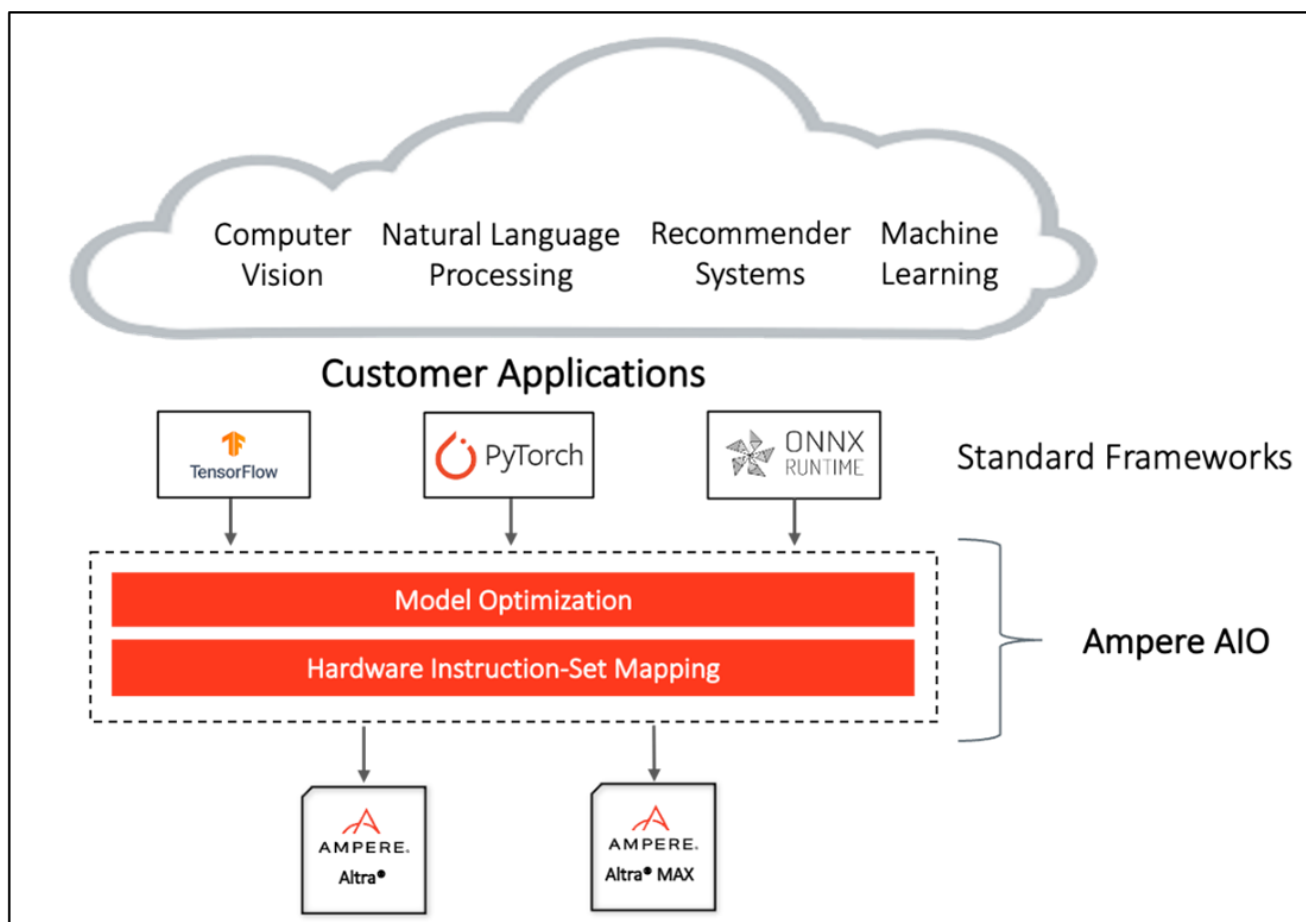 Computer Vision
Natural Language Processing
Recommender Systems
Machine Learning
Customer Applications
TensorFlow
PyTorch
ONNX
RUNTIME
Standard Frameworks
Model Optimization
Hardware Instruction-Set Mapping
Ampere AIO
AMPERE®
Altra®
AMPERE®
Altra® MAX